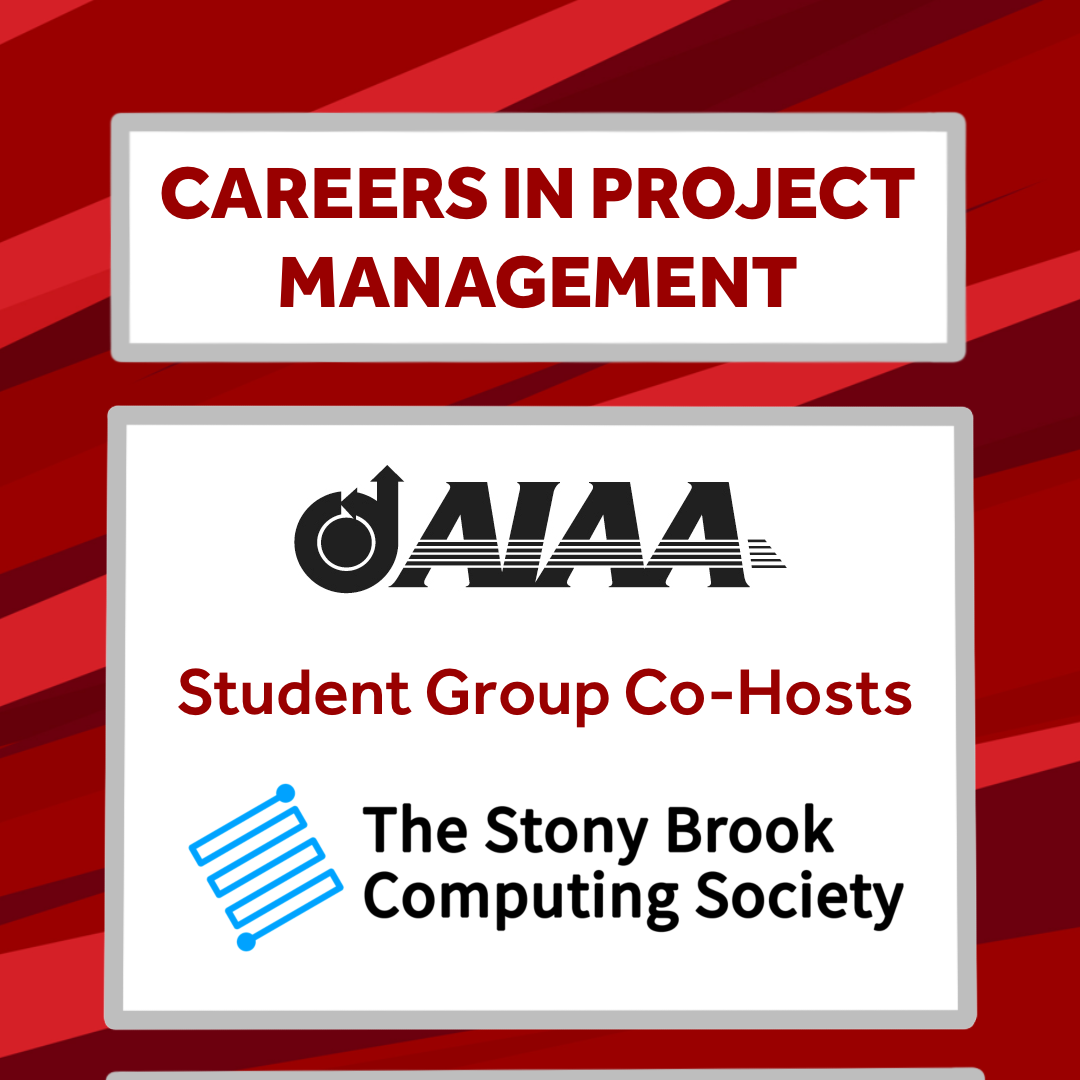 CAREERS IN PROJECT
MANAGEMENT
AIAA
Student Group Co-Hosts
The Stony Brook
Computing Society